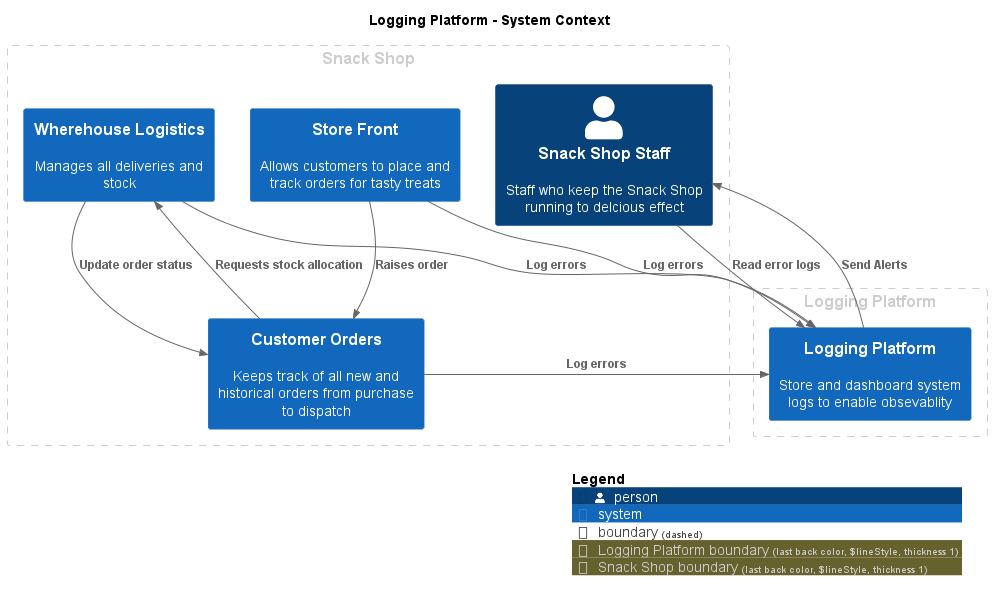 Logging Platform - System Context
Snack Shop
Wherehouse Logistics
Manages all deliveries and
stock
Store Front
Allows customers to place and
track orders for tasty treats
Snack Shop Staff
Staff who keep the Snack Shop
running to delcious effect
Update order status
Requests stock allocation
Raises order
Log errors
Log errors
Read error logs
Send Alerts
Logging Platform
Customer Orders
Keeps track of all new and
historical orders from purchase
to dispatch
Log errors
Logging Platform
Store and dashboard system
logs to enable obsevablity
Legend
person
system
boundary (dashed)
Logging Platform boundary (last back color, $lineStyle, thickness 1)
Snack Shop boundary (last back color, $lineStyle, thickness 1)